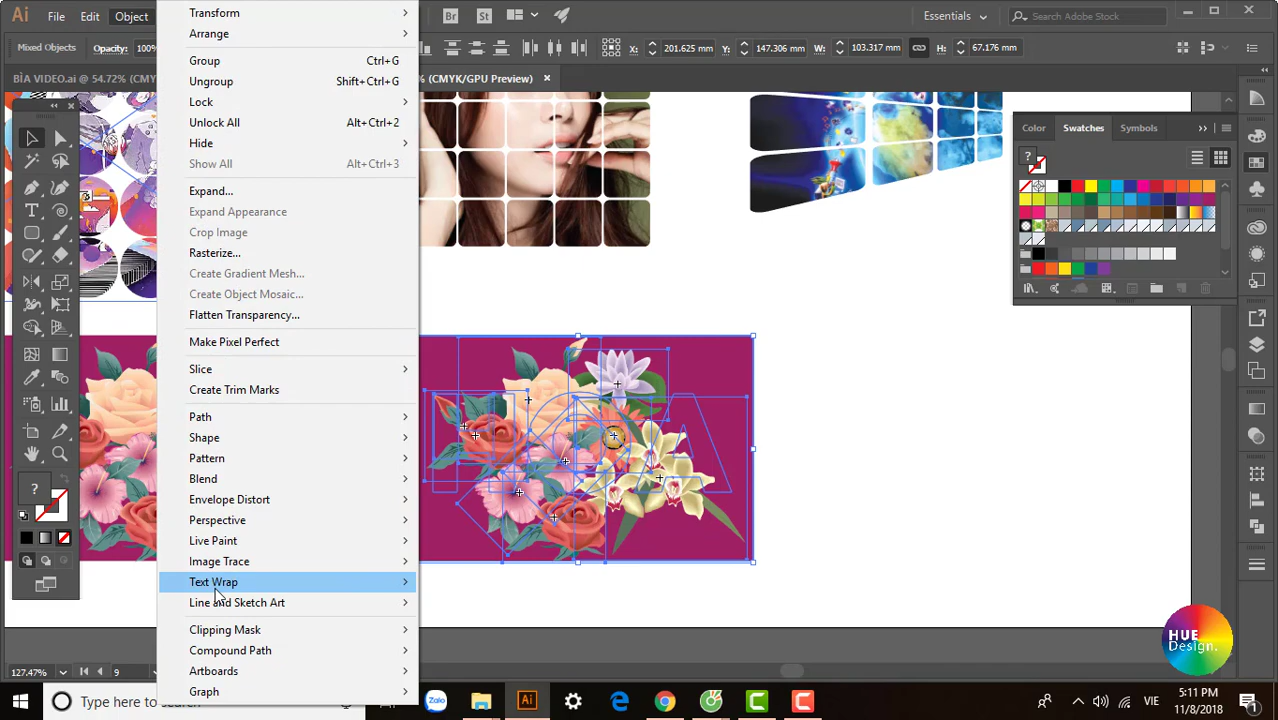 Ai File Edit Object Br St Essentials Search Adobe Stock
Mixed Objects Opacity: 100% X: 201.625 mm Y: 147.306 mm W: 103.317 mm H: 67.176 mm
BÌA VIDEO.ai @ 54.72% (CMY % (CMYK/GPU Preview)
Transform
Arrange
Group Ctrl+G
Ungroup Shift+Ctrl+G
Lock
Unlock All Alt+Ctrl+2
Hide
Show All Alt+Ctrl+3
Expand...
Expand Appearance
Crop Image
Rasterize...
Create Gradient Mesh...
Create Object Mosaic...
Flatten Transparency...
Make Pixel Perfect
Slice
Create Trim Marks
Path
Shape
Pattern
Blend
Envelope Distort
Perspective
Live Paint
Image Trace
Text Wrap
Line and Sketch Art
Clipping Mask
Compound Path
Artboards
Graph
Color Swatches Symbols
?
?
HUE
Design.
127.47% 9
Type here to search
Zalo
Ai
VIE
5:11 PM
11/8/2018
1